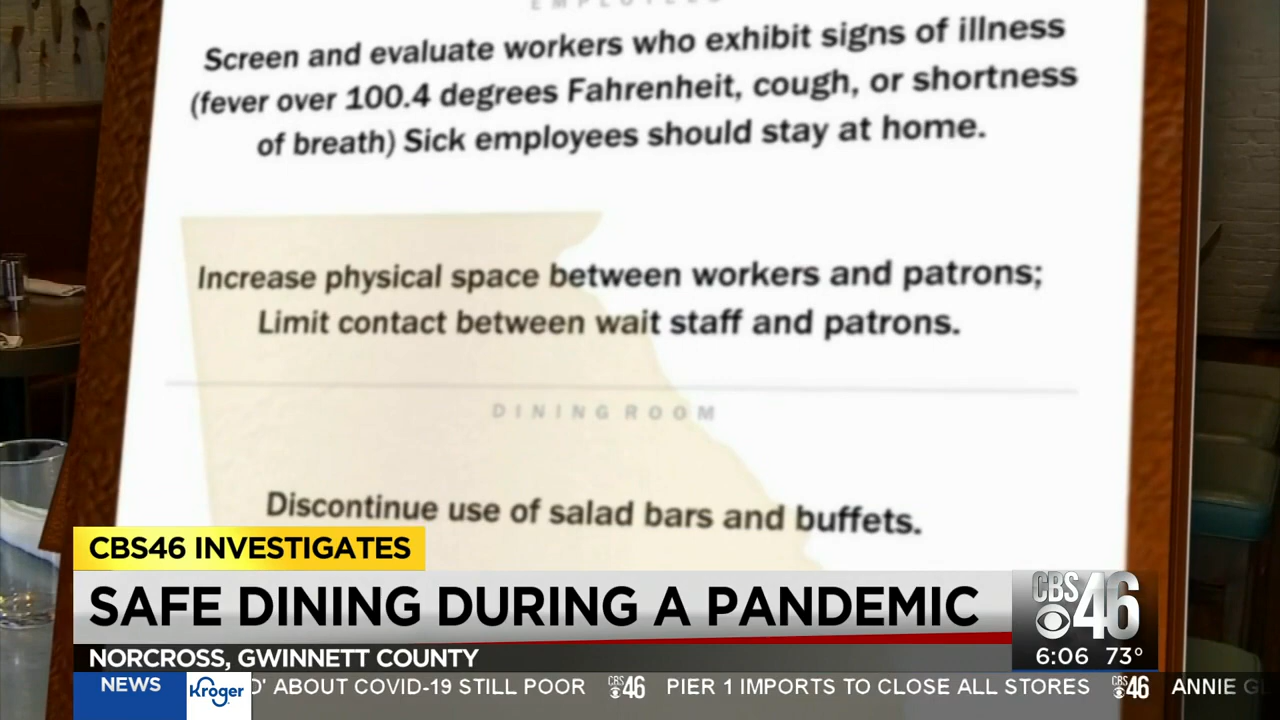 EMPLOYEES
Screen and evaluate workers who exhibit signs of illness
(fever over 100.4 degrees Fahrenheit, cough, or shortness
of breath) Sick employees should stay at home.
Increase physical space between workers and patrons;
Limit contact between wait staff and patrons.
DINING ROOM
Discontinue use of salad bars and buffets.
CBS46 INVESTIGATES
SAFE DINING DURING A PANDEMIC
CBS 46
NORCROSS, GWINNETT COUNTY
6:06 73°
NEWS Kroger ' ABOUT COVID-19 STILL POOR CBS 46 PIER 1 IMPORTS TO CLOSE ALL STORES CBS 46 ANNIE